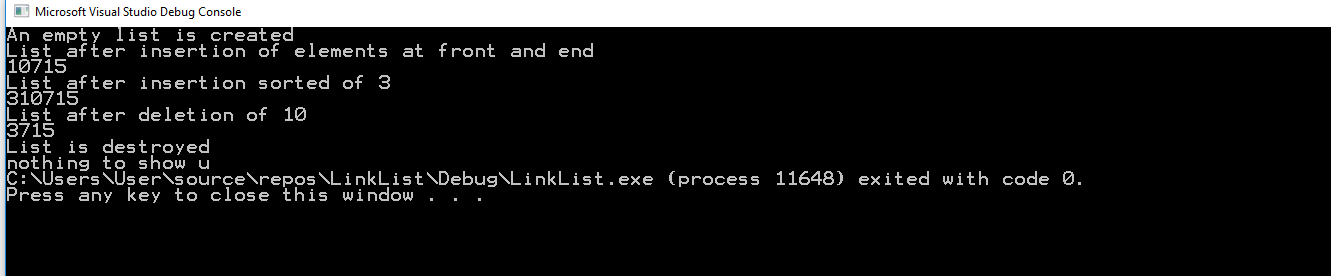 Microsoft Visual Studio Debug Console
An empty list is created
List after insertion of elements at front and end
10715
List after insertion sorted of 3
310715
List after deletion of 10
3715
List is destroyed
nothing to show u
C:\Users\User\source\repos\LinkList\Debug\LinkList.exe (process 11648) exited with code 0.
Press any key to close this window . . .